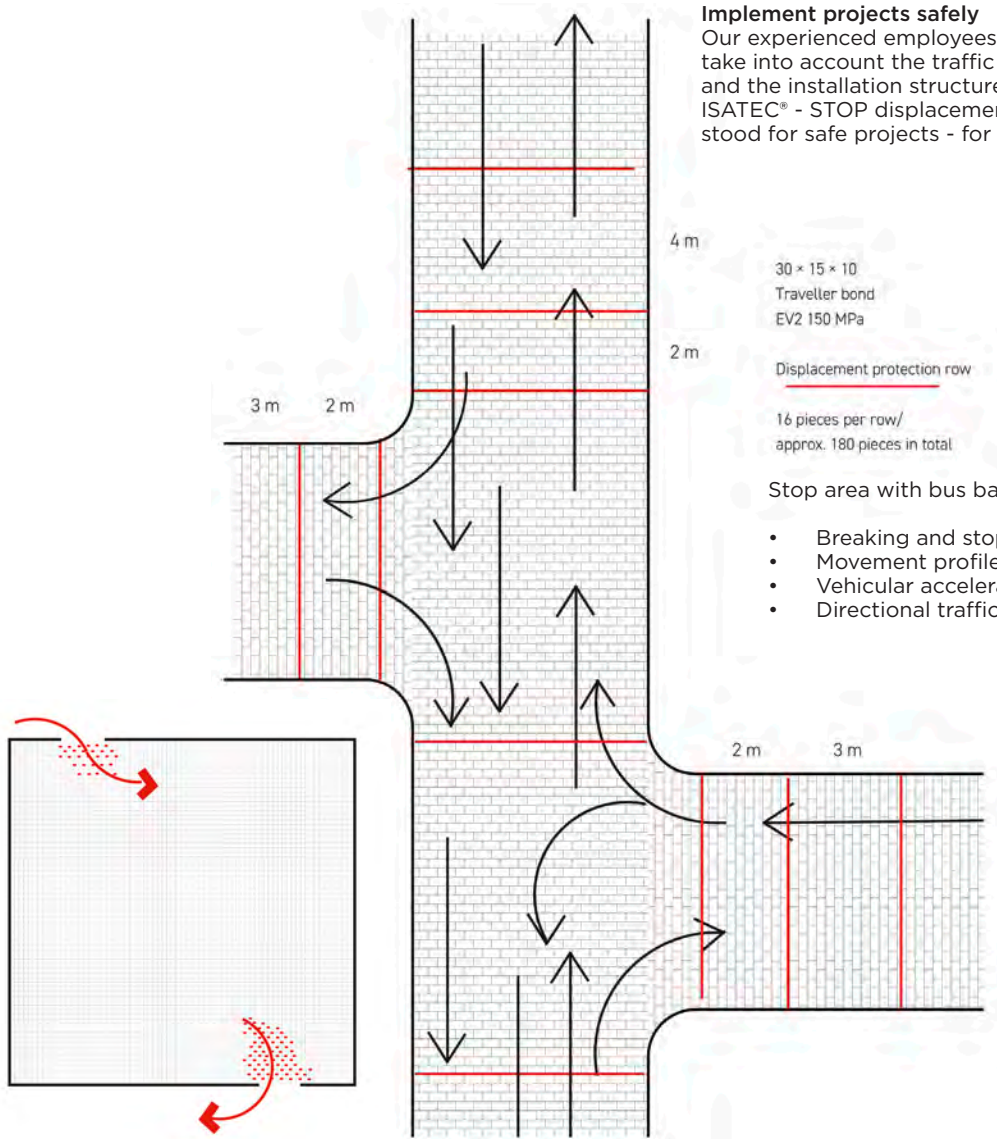 Implement projects safely
Our experienced employees
take into account the traffic
and the installation structure
ISATEC® - STOP displacemen
stood for safe projects - for
4 m
30 × 15 × 10
Traveller bond
EV2 150 MPa
2 m
Displacement protection row
3 m 2 m
16 pieces per row/
approx. 180 pieces in total
Stop area with bus ba
• Breaking and stop
• Movement profile
• Vehicular accelera
• Directional traffic
2 m 3 m